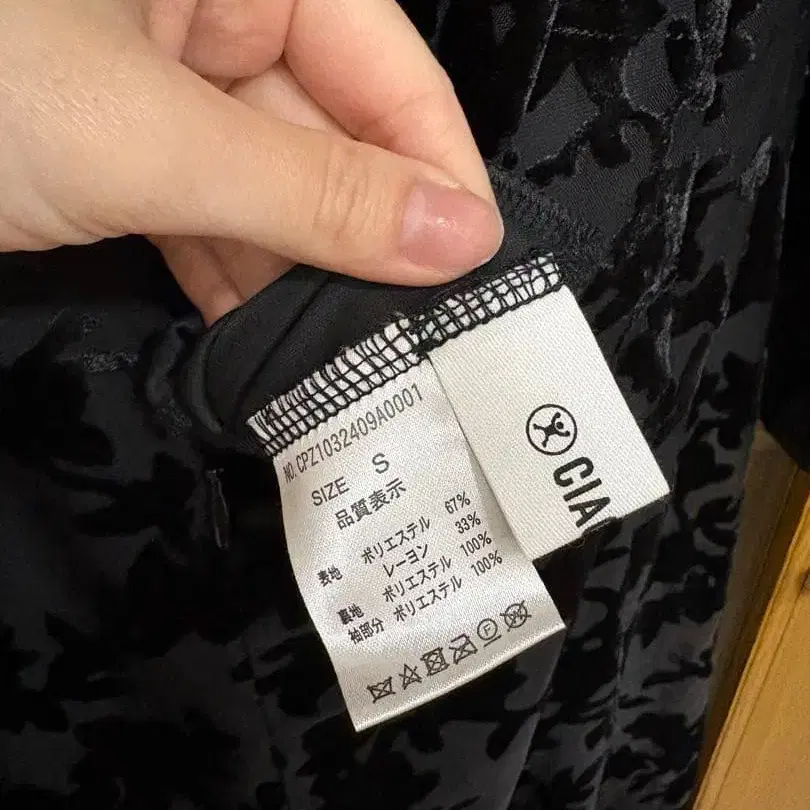 NO. CPZ1032409A0001
SIZE S
品質表示
表地 ポリエステル 67%
レーヨン 33%
裏地 ポリエステル 100%
袖部分 ポリエステル 100%
CIA